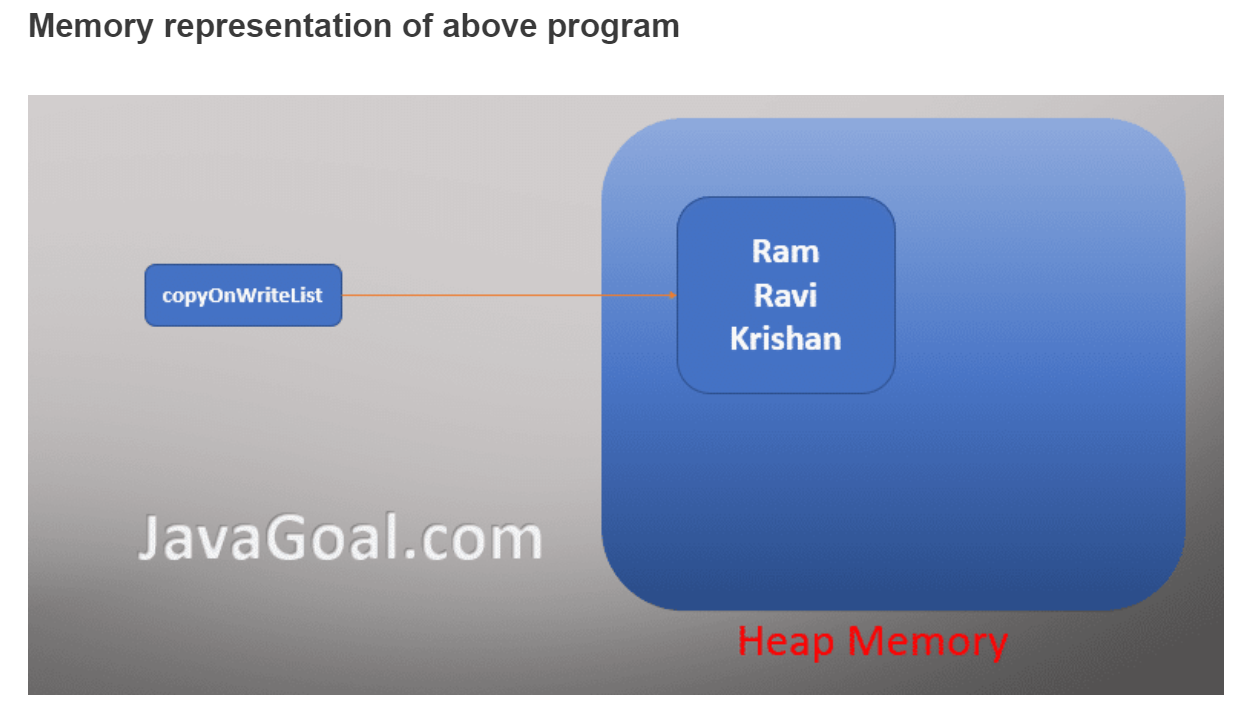 Memory representation of above program
copyOnWriteList
Ram
Ravi
Krishan
JavaGoal.com
Heap Memory